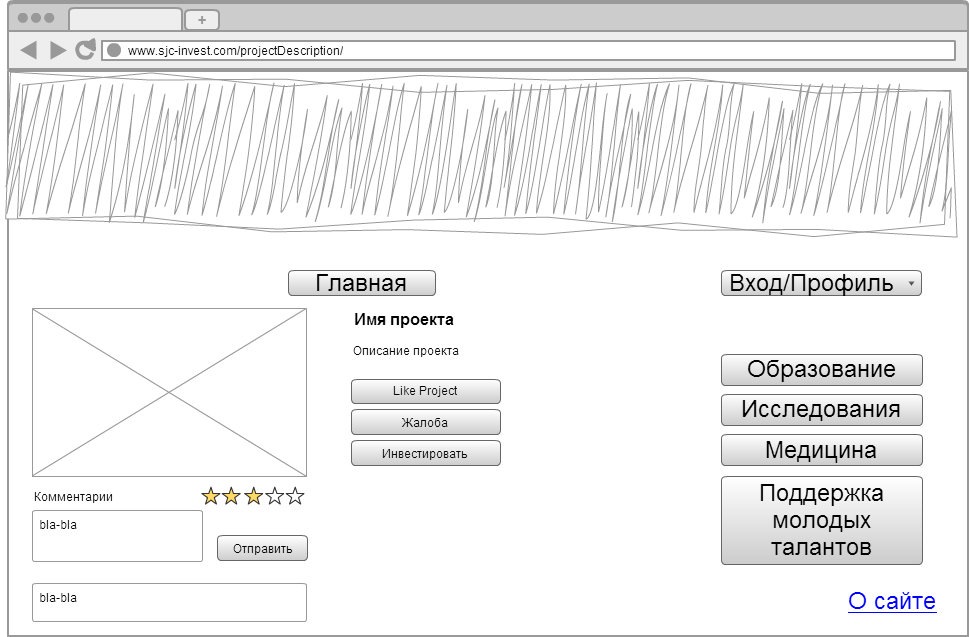 +
www.sjc-invest.com/projectDescription/
Главная
Вход/Профиль
Имя проекта
Описание проекта
Like Project
Жалоба
Инвестировать
Образование
Исследования
Медицина
Поддержка
молодых
талантов
Комментарии
bla-bla
Отправить
bla-bla
О сайте